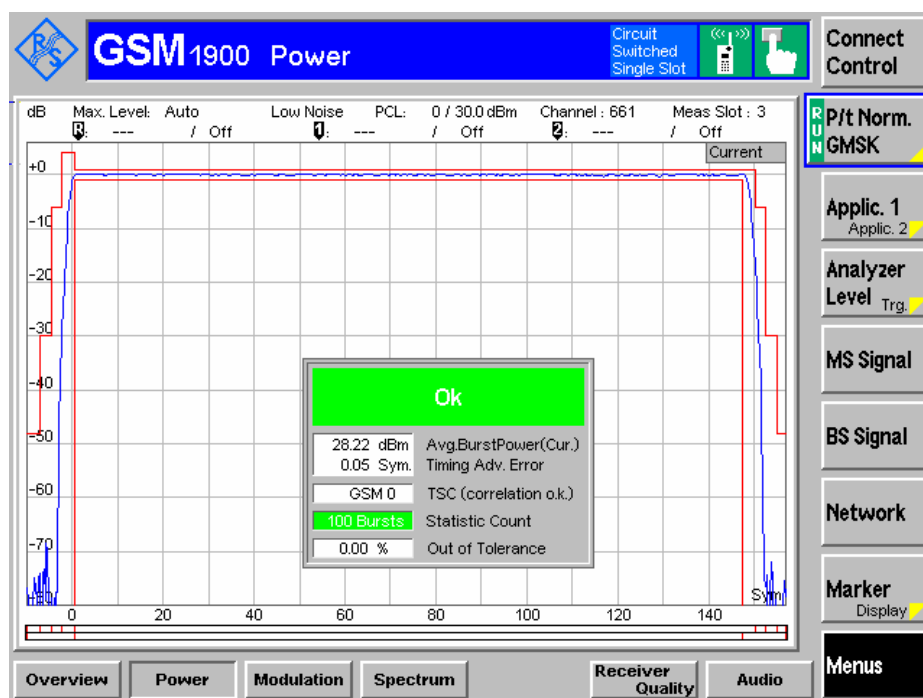 R S
GSM 1900 Power
Circuit
Switched
Single Slot
Connect
Control
dB Max. Level: Auto Low Noise PCL: 0 / 30.0 dBm Channel : 661 Meas Slot : 3
R: --- / Off 1: --- / Off 2: --- / Off
RUN
P/t Norm.
GMSK
Current
+0
-10
-20
-30
-40
-50
-60
-70
Applic. 1
Applic. 2
Analyzer
Level Trg.
MS Signal
BS Signal
Network
Marker
Display
Menus
Ok
28.22 dBm Avg.BurstPower(Cur.)
0.05 Sym. Timing Adv. Error
GSM 0 TSC (correlation o.k.)
100 Bursts Statistic Count
0.00 % Out of Tolerance
Sym
0 20 40 60 80 100 120 140
Overview
Power
Modulation
Spectrum
Receiver
Quality
Audio